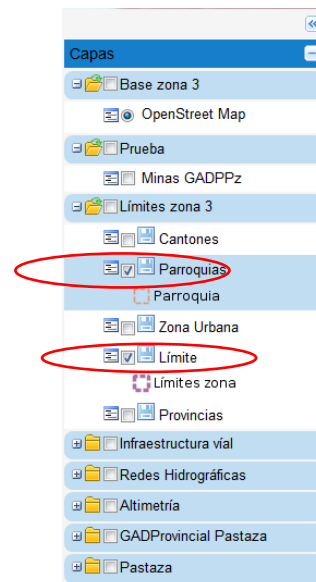 Capas
Base zona 3
OpenStreet Map
Prueba
Minas GADPPz
Límites zona 3
Cantones
Parroquias
Parroquia
Zona Urbana
Límite
Límites zona
Provincias
Infraestructura víal
Redes Hidrográficas
Altimetría
GADProvincial Pastaza
Pastaza